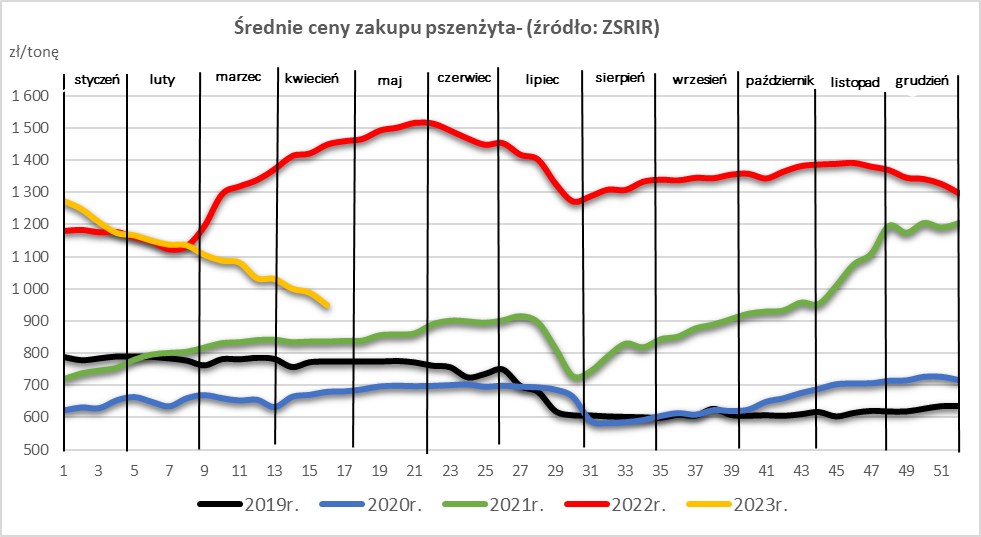 Średnie ceny zakupu pszenżyta- (źródło: ZSRIR)
zł/tonę
styczeń luty marzec kwiecień maj czerwiec lipiec sierpień wrzesień październik listopad grudzień
1 600
1 500
1 400
1 300
1 200
1 100
1 000
900
800
700
600
500
1 3 5 7 9 11 13 15 17 19 21 23 25 27 29 31 33 35 37 39 41 43 45 47 49 51
2019r. 2020r. 2021r. 2022r. 2023r.